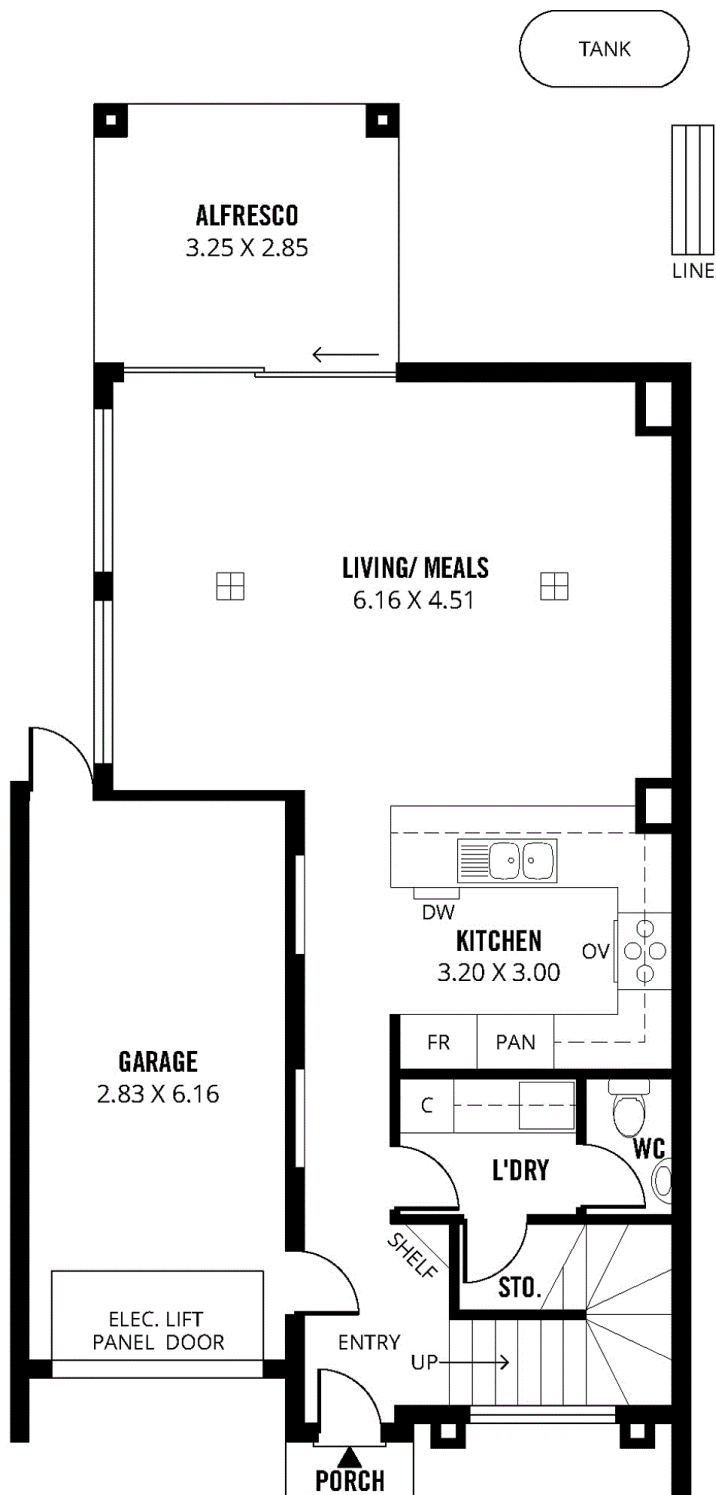 TANK
ALFRESCO
3.25 X 2.85
LINE
LIVING/ MEALS
6.16 X 4.51
DW
KITCHEN
3.20 X 3.00
OV
FR
PAN
GARAGE
2.83 X 6.16
C
WC
L'DRY
SHELF
STO.
ELEC. LIFT
PANEL DOOR
ENTRY
UP
PORCH